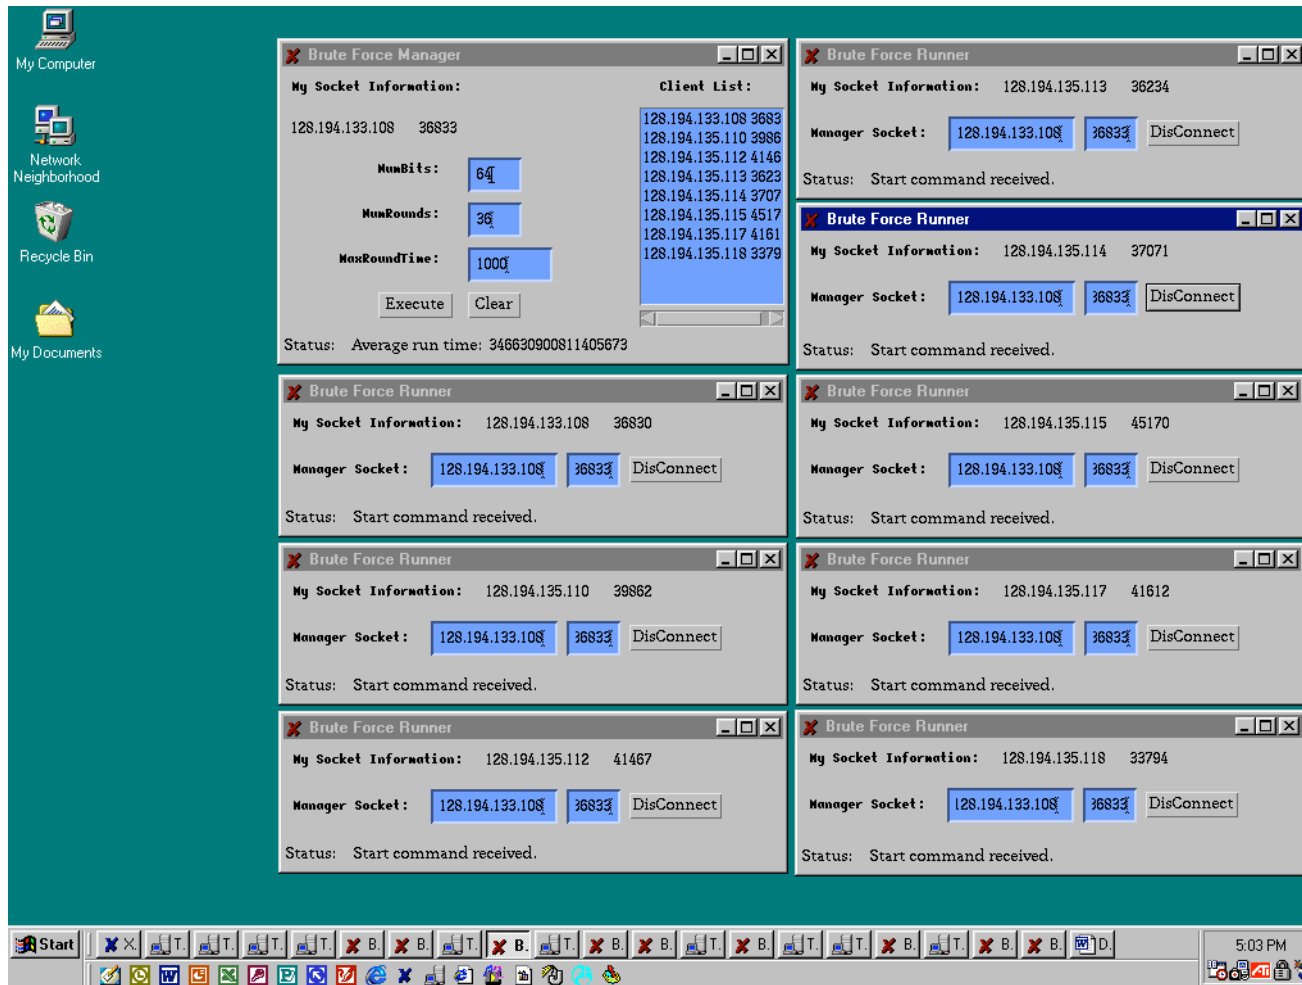 My Computer
Network
Neighborhood
Recycle Bin
My Documents
Brute Force Manager
My Socket Information:
128.194.133.108 36833
NumBits: 64
NumRounds: 36
MaxRoundTime: 1000
Execute Clear
Client List:
128.194.133.108 3683
128.194.135.110 3986
128.194.135.112 4146
128.194.135.113 3623
128.194.135.114 3707
128.194.135.115 4517
128.194.135.117 4161
128.194.135.118 3379
Status: Average run time: 346630900811405673
Brute Force Runner
My Socket Information: 128.194.133.108 36830
Manager Socket: 128.194.133.108 36833 DisConnect
Status: Start command received.
Brute Force Runner
My Socket Information: 128.194.135.110 39862
Manager Socket: 128.194.133.108 36833 DisConnect
Status: Start command received.
Brute Force Runner
My Socket Information: 128.194.135.112 41467
Manager Socket: 128.194.133.108 36833 DisConnect
Status: Start command received.
Brute Force Runner
My Socket Information: 128.194.135.113 36234
Manager Socket: 128.194.133.108 36833 DisConnect
Status: Start command received.
Brute Force Runner
My Socket Information: 128.194.135.114 37071
Manager Socket: 128.194.133.108 36833 DisConnect
Status: Start command received.
Brute Force Runner
My Socket Information: 128.194.135.115 45170
Manager Socket: 128.194.133.108 36833 DisConnect
Status: Start command received.
Brute Force Runner
My Socket Information: 128.194.135.117 41612
Manager Socket: 128.194.133.108 36833 DisConnect
Status: Start command received.
Brute Force Runner
My Socket Information: 128.194.135.118 33794
Manager Socket: 128.194.133.108 36833 DisConnect
Status: Start command received.
Start X. T. T. T. T. B. B. T. B. T. B. B. T. B. T. T. B. T. B. B. D. 5:03 PM